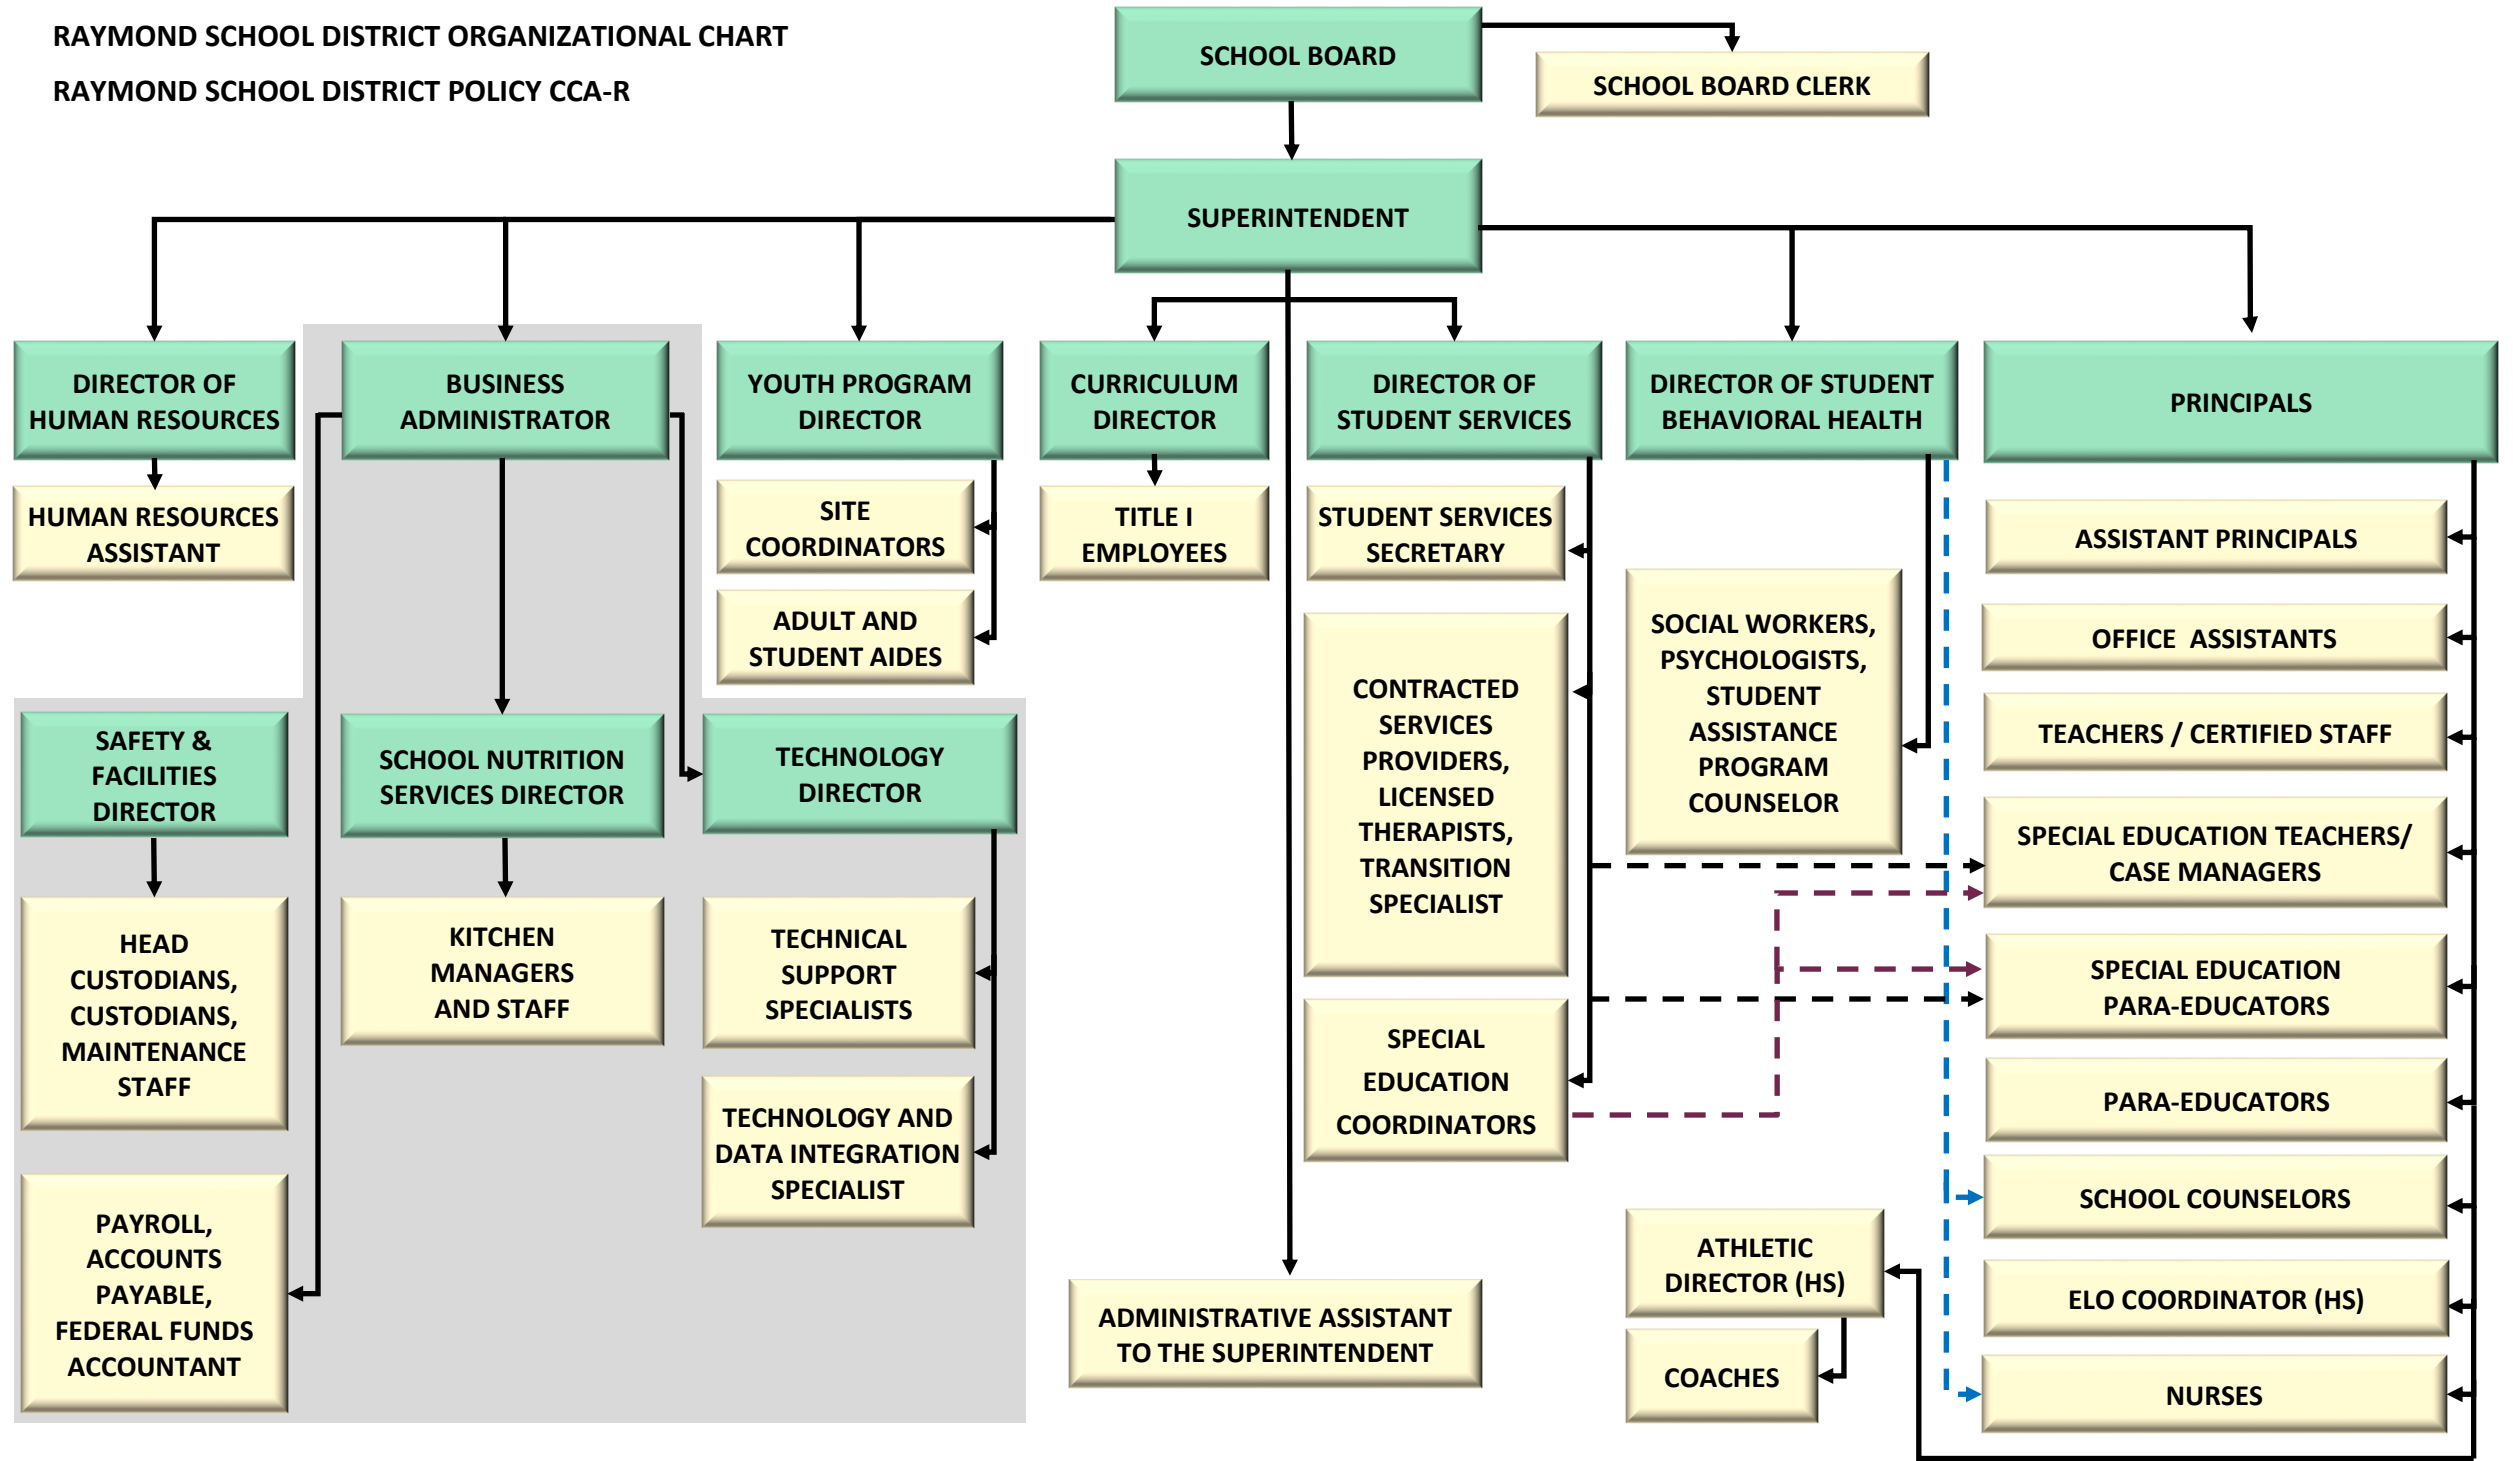 RAYMOND SCHOOL DISTRICT ORGANIZATIONAL CHART
RAYMOND SCHOOL DISTRICT POLICY CCA-R
SCHOOL BOARD
SCHOOL BOARD CLERK
SUPERINTENDENT
DIRECTOR OF
HUMAN RESOURCES
BUSINESS
ADMINISTRATOR
YOUTH PROGRAM
DIRECTOR
CURRICULUM
DIRECTOR
DIRECTOR OF
STUDENT SERVICES
DIRECTOR OF STUDENT
BEHAVIORAL HEALTH
PRINCIPALS
HUMAN RESOURCES
ASSISTANT
SITE
COORDINATORS
ADULT AND
STUDENT AIDES
TITLE I
EMPLOYEES
STUDENT SERVICES
SECRETARY
CONTRACTED
SERVICES
PROVIDERS,
LICENSED
THERAPISTS,
TRANSITION
SPECIALIST
SPECIAL
EDUCATION
COORDINATORS
SOCIAL WORKERS,
PSYCHOLOGISTS,
STUDENT
ASSISTANCE
PROGRAM
COUNSELOR
ASSISTANT PRINCIPALS
OFFICE  ASSISTANTS
TEACHERS / CERTIFIED STAFF
SPECIAL EDUCATION TEACHERS/
CASE MANAGERS
SPECIAL EDUCATION
PARA-EDUCATORS
PARA-EDUCATORS
SCHOOL COUNSELORS
ELO COORDINATOR (HS)
NURSES
SAFETY &
FACILITIES
DIRECTOR
SCHOOL NUTRITION
SERVICES DIRECTOR
TECHNOLOGY
DIRECTOR
HEAD
CUSTODIANS,
CUSTODIANS,
MAINTENANCE
STAFF
KITCHEN
MANAGERS
AND STAFF
TECHNICAL
SUPPORT
SPECIALISTS
TECHNOLOGY AND
DATA INTEGRATION
SPECIALIST
PAYROLL,
ACCOUNTS
PAYABLE,
FEDERAL FUNDS
ACCOUNTANT
ADMINISTRATIVE ASSISTANT
TO THE SUPERINTENDENT
ATHLETIC
DIRECTOR (HS)
COACHES